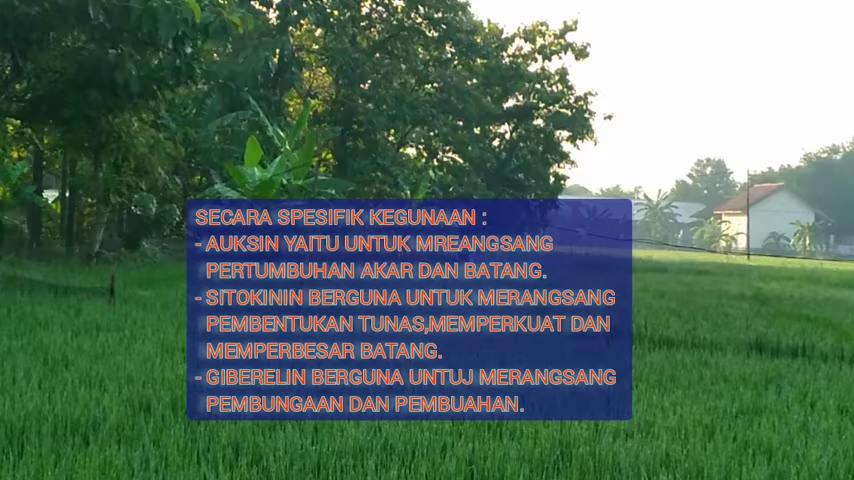 SECARA SPESIFIK KEGUNAAN :
- AUKSIN YAITU UNTUK MREANGSANG
PERTUMBUHAN AKAR DAN BATANG.
- SITOKININ BERGUNA UNTUK MERANGSANG
PEMBENTUKAN TUNAS,MEMPERKUAT DAN
MEMPERBESAR BATANG.
- GIBERELIN BERGUNA UNTUJ MERANGSANG
PEMBUNGAAN DAN PEMBUAHAN.